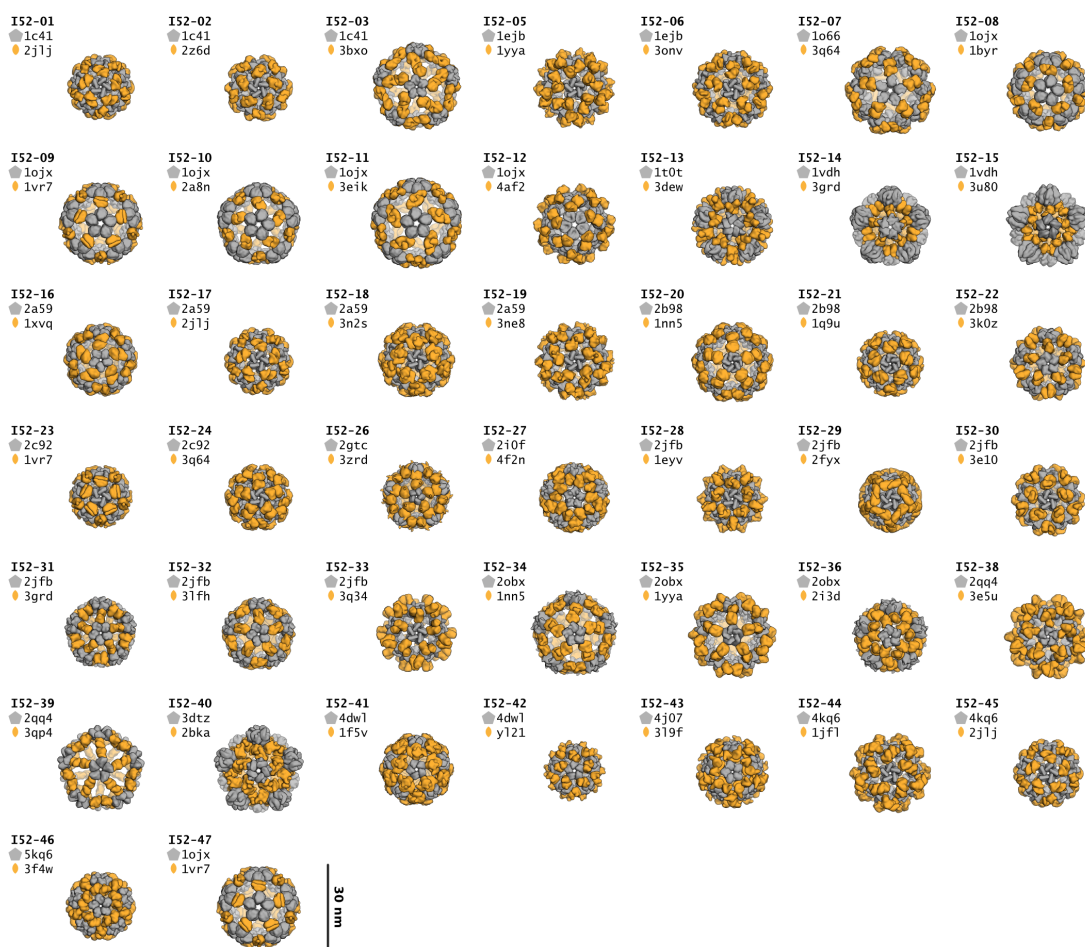 I52-01
1c41
2jlj
I52-02
1c41
2z6d
I52-03
1c41
3bxo
I52-05
1ejb
1yya
I52-06
1ejb
3onv
I52-07
1o66
3q64
I52-08
1ojx
1byr
I52-09
1ojx
1vr7
I52-10
1ojx
2a8n
I52-11
1ojx
3eik
I52-12
1ojx
4af2
I52-13
1t0t
3dew
I52-14
1vdh
3grd
I52-15
1vdh
3u80
I52-16
2a59
1xvq
I52-17
2a59
2jlj
I52-18
2a59
3n2s
I52-19
2a59
3ne8
I52-20
2b98
1nn5
I52-21
2b98
1q9u
I52-22
2b98
3k0z
I52-23
2c92
1vr7
I52-24
2c92
3q64
I52-26
2gtc
3zrd
I52-27
2i0f
4f2n
I52-28
2jfb
1eyv
I52-29
2jfb
2fyx
I52-30
2jfb
3e10
I52-31
2jfb
3grd
I52-32
2jfb
3lfh
I52-33
2jfb
3q34
I52-34
2obx
1nn5
I52-35
2obx
1yya
I52-36
2obx
2i3d
I52-38
2qq4
3e5u
I52-39
2qq4
3qp4
I52-40
3dtz
2bka
I52-41
4dwl
1f5v
I52-42
4dwl
yl21
I52-43
4j07
3l9f
I52-44
4kq6
1jfl
I52-45
4kq6
2jlj
I52-46
5kq6
3f4w
I52-47
1ojx
1vr7
30 nm